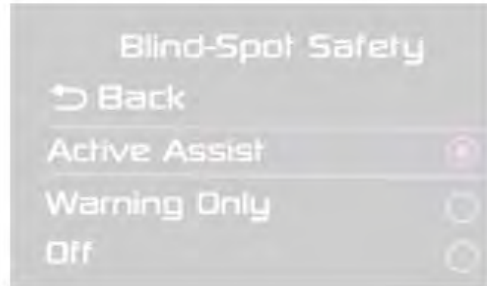 Blind-Spot Safety
Back
Active Assist
Warning Only
Off